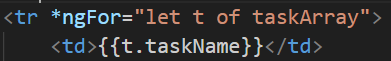 <tr *ngFor="let t of taskArray">
<td>{{t.taskName}}</td>